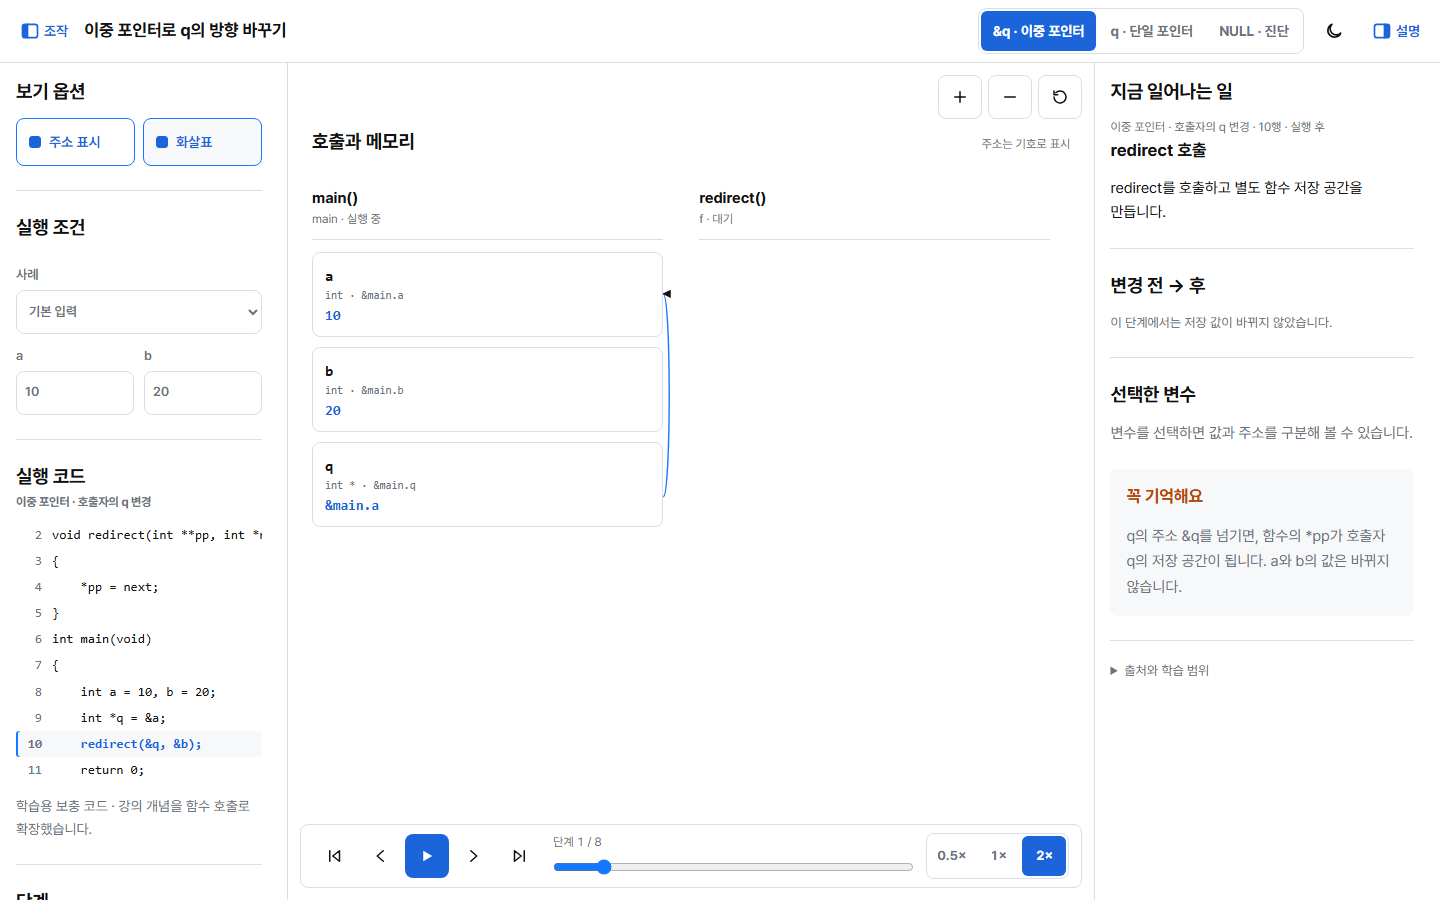 조작
이중 포인터로 q의 방향 바꾸기
&q · 이중 포인터
q · 단일 포인터
NULL · 진단
설명
보기 옵션
주소 표시
화살표
실행 조건
사례
기본 입력
a
b
10
20
실행 코드
이중 포인터 · 호출자의 q 변경
2 void redirect(int **pp, int *
3 {
4 *pp = next;
5 }
6 int main(void)
7 {
8 int a = 10, b = 20;
9 int *q = &a;
10 redirect(&q, &b);
11 return 0;
학습용 보충 코드 · 강의 개념을 함수 호출로
확장했습니다.
단계
호출과 메모리
주소는 기호로 표시
main()
main · 실행 중
redirect()
f · 대기
a
int · &main.a
10
b
int · &main.b
20
q
int * · &main.q
&main.a
단계 1 / 8
0.5×
1×
2×
지금 일어나는 일
이중 포인터 · 호출자의 q 변경 · 10행 · 실행 후
redirect 호출
redirect를 호출하고 별도 함수 저장 공간을
만듭니다.
변경 전 → 후
이 단계에서는 저장 값이 바뀌지 않았습니다.
선택한 변수
변수를 선택하면 값과 주소를 구분해 볼 수 있습니다.
꼭 기억해요
q의 주소 &q를 넘기면, 함수의 *pp가 호출자
q의 저장 공간이 됩니다. a와 b의 값은 바뀌지
않습니다.
출처와 학습 범위